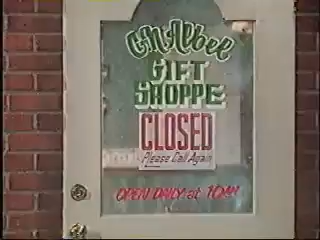 GIFT
SHOPPE
CLOSED
Please Call Again
OPEN DAILY at 10AM